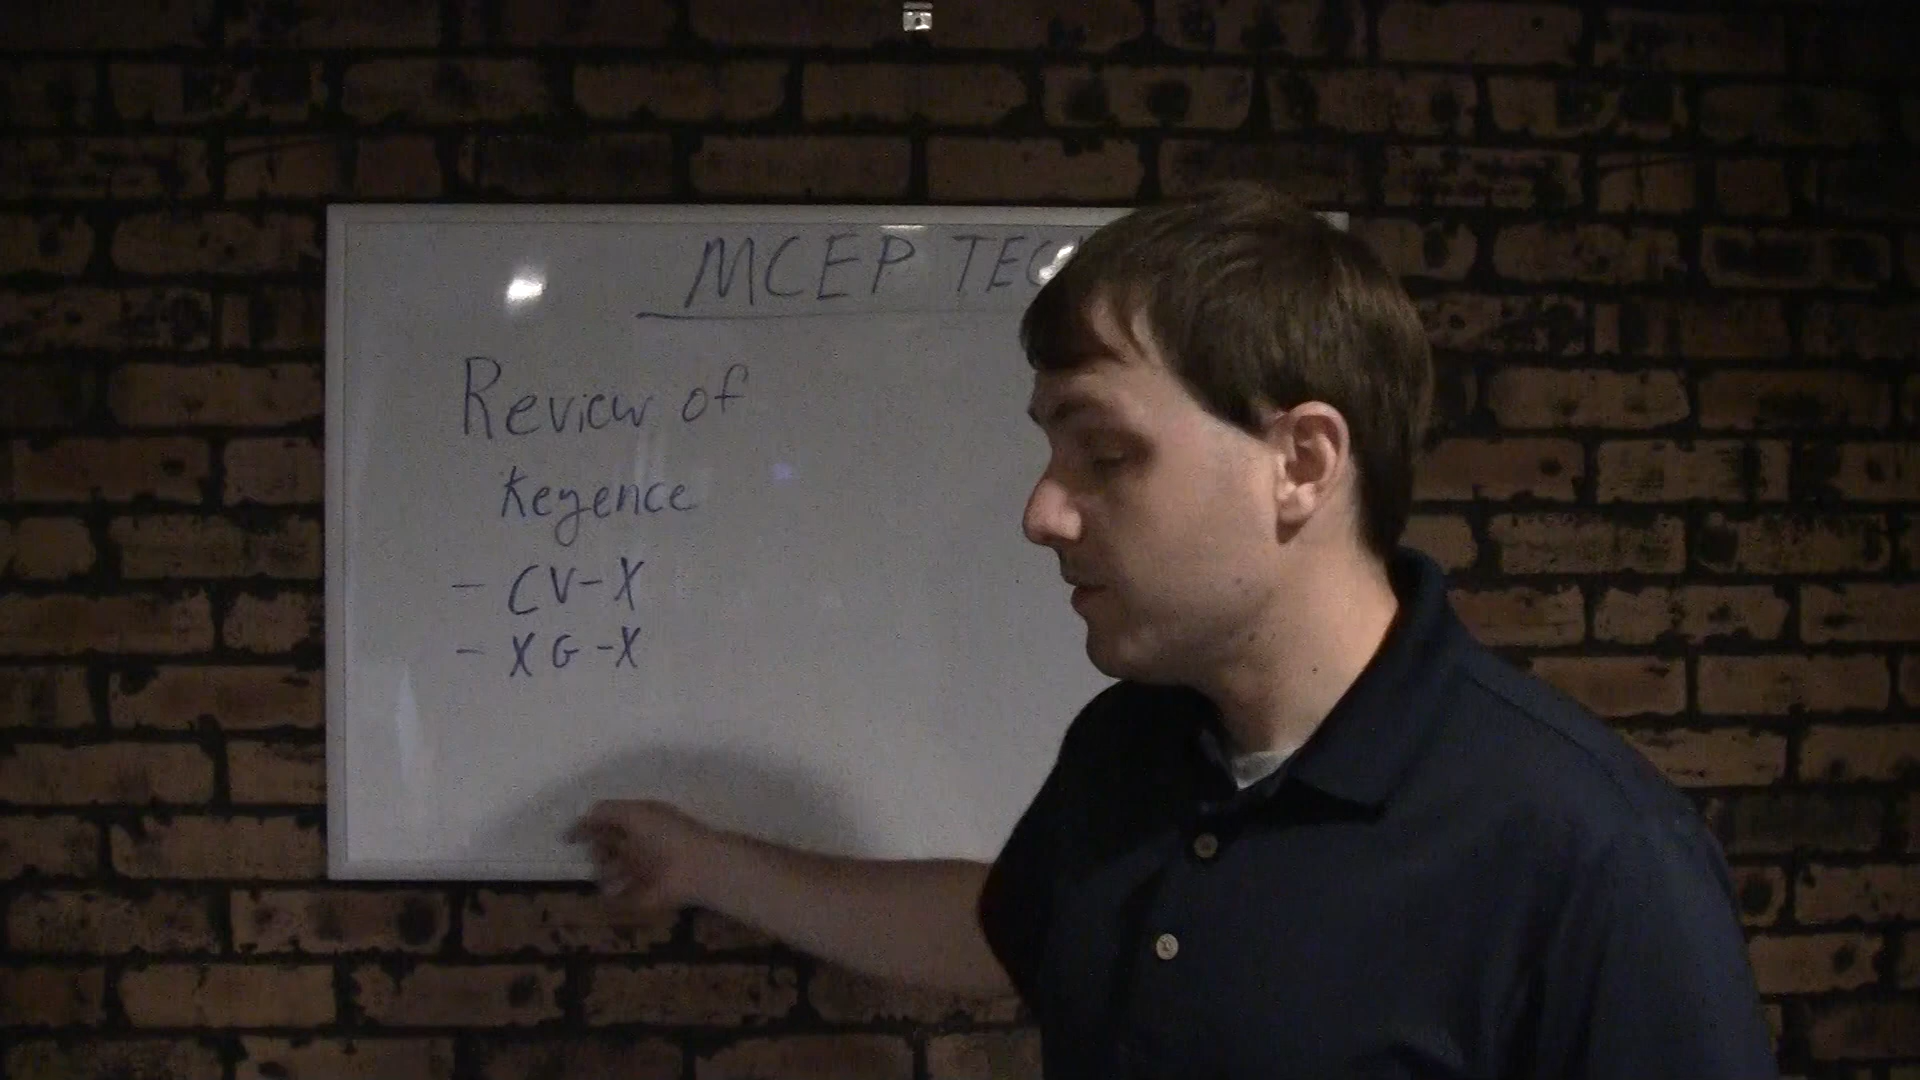 MCEP TEC
Review of
Keyence
- CV-X
- XG-X